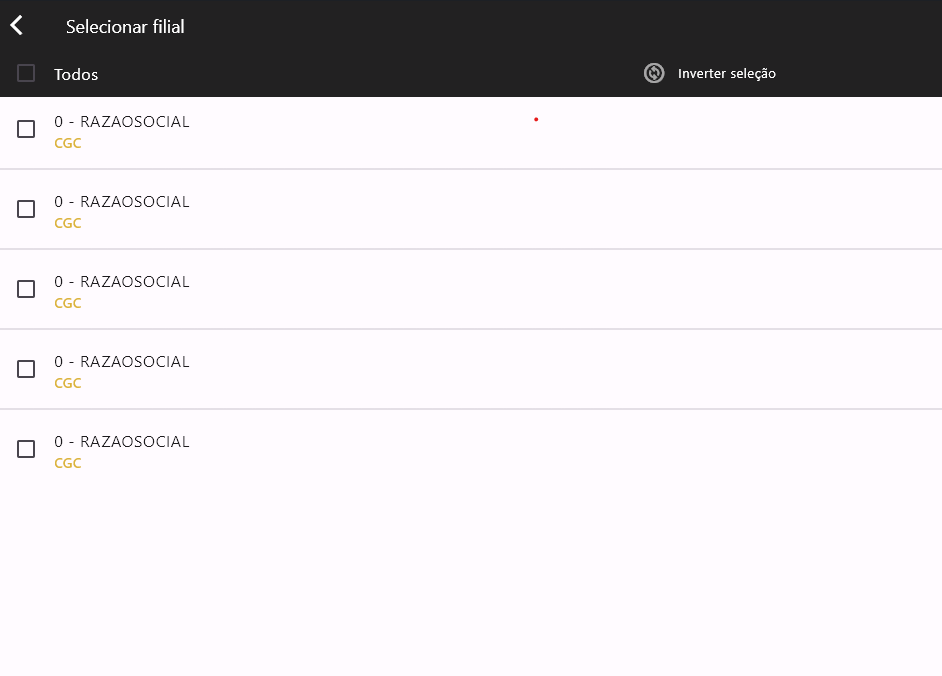 Selecionar filial
Todos
Inverter seleção
0 - RAZAOSOCIAL
CGC
0 - RAZAOSOCIAL
CGC
0 - RAZAOSOCIAL
CGC
0 - RAZAOSOCIAL
CGC
0 - RAZAOSOCIAL
CGC